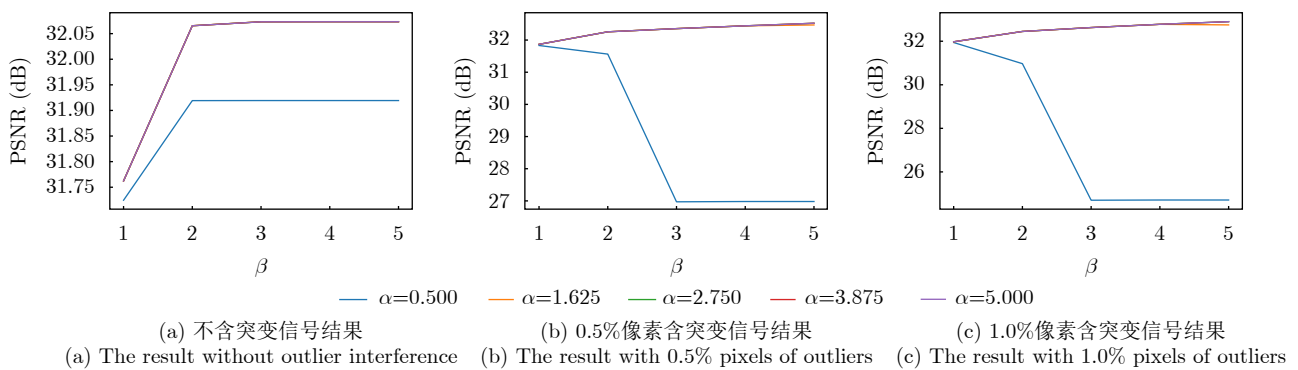 32.05
32.00
31.95
31.90
31.85
31.80
31.75
PSNR (dB)
1 2 3 4 5
β
32
31
30
29
28
27
PSNR (dB)
1 2 3 4 5
β
32
30
28
26
PSNR (dB)
1 2 3 4 5
β
α=0.500 α=1.625 α=2.750 α=3.875 α=5.000
(a) 不含突变信号结果
(a) The result without outlier interference
(b) 0.5%像素含突变信号结果
(b) The result with 0.5% pixels of outliers
(c) 1.0%像素含突变信号结果
(c) The result with 1.0% pixels of outliers